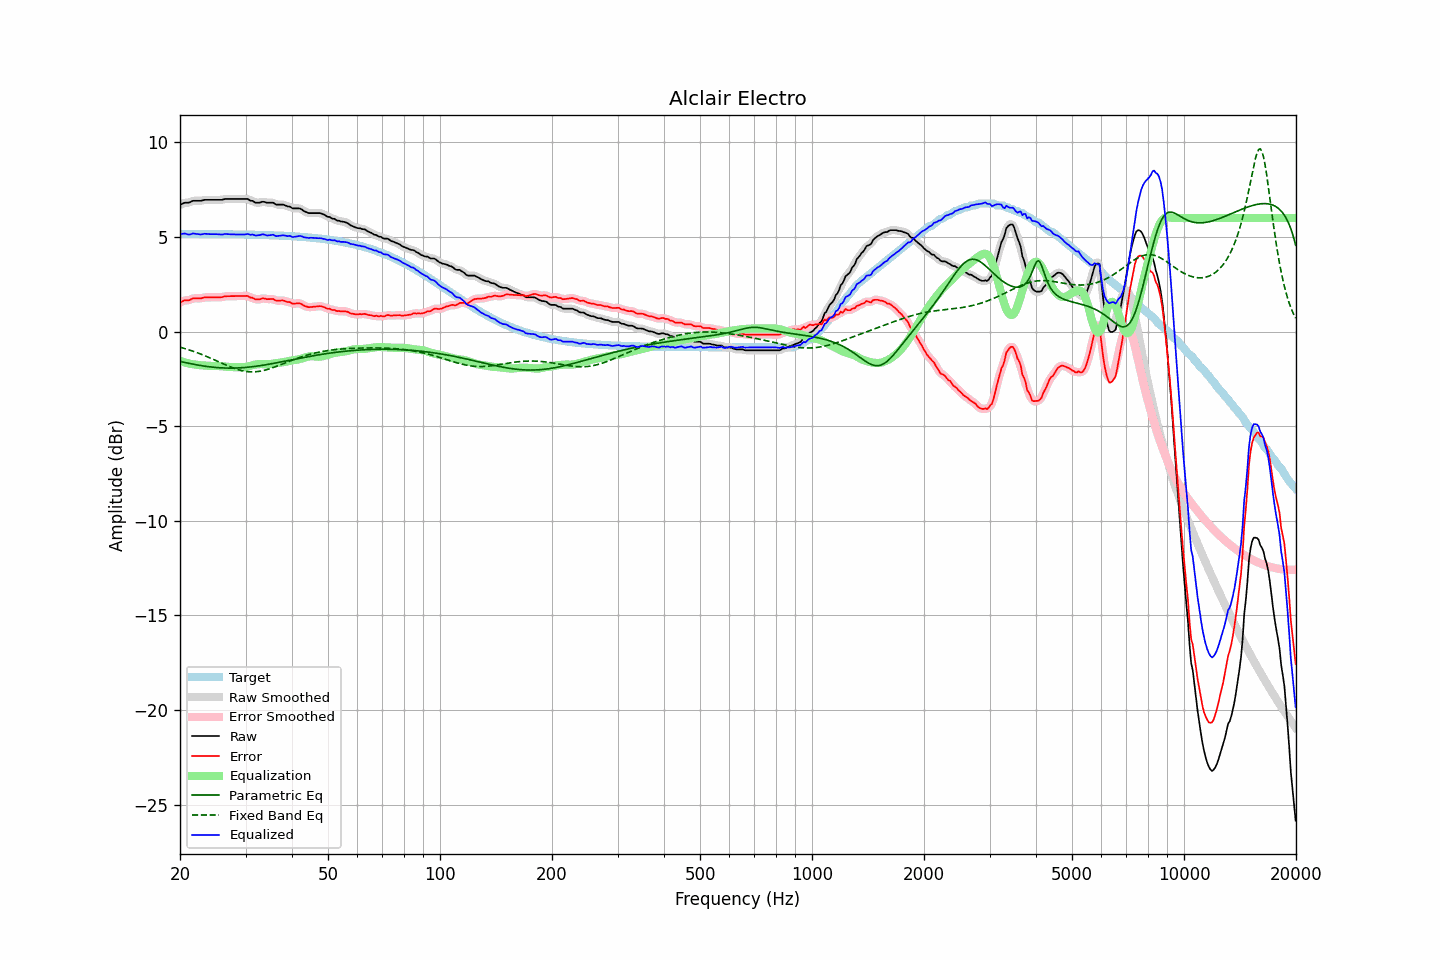 Alclair Electro
10
5
0
−5
−10
−15
−20
−25
Amplitude (dBr)
Target
Raw Smoothed
Error Smoothed
Raw
Error
Equalization
Parametric Eq
Fixed Band Eq
Equalized
20 50 100 200 500 1000 2000 5000 10000 20000
Frequency (Hz)